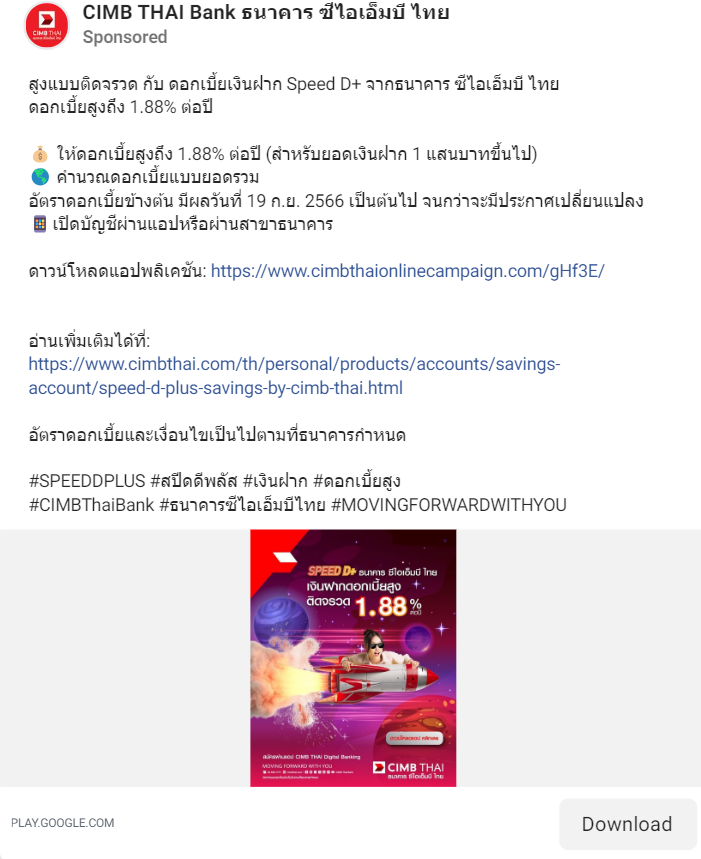 CIMB THAI Bank ธนาคาร ซีไอเอ็มบี ไทย
Sponsored
สูงแบบติดจรวด กับ ดอกเบี้ยเงินฝาก Speed D+ จากธนาคาร ซีไอเอ็มบี ไทย
ดอกเบี้ยสูงถึง 1.88% ต่อปี
💰 ให้ดอกเบี้ยสูงถึง 1.88% ต่อปี (สำหรับยอดเงินฝาก 1 แสนบาทขึ้นไป)
🌎 คำนวณดอกเบี้ยแบบยอดรวม
อัตราดอกเบี้ยข้างต้น มีผลวันที่ 19 ก.ย. 2566 เป็นต้นไป จนกว่าจะมีประกาศเปลี่ยนแปลง
📱 เปิดบัญชีผ่านแอปหรือผ่านสาขาธนาคาร
ดาวน์โหลดแอปพลิเคชัน: https://www.cimbthaionlinecampaign.com/gHf3E/
อ่านเพิ่มเติมได้ที่:
https://www.cimbthai.com/th/personal/products/accounts/savings-
account/speed-d-plus-savings-by-cimb-thai.html
อัตราดอกเบี้ยและเงื่อนไขเป็นไปตามที่ธนาคารกำหนด
#SPEEDDPLUS #สปีดดีพลัส #เงินฝาก #ดอกเบี้ยสูง
#CIMBThaiBank #ธนาคารซีไอเอ็มบีไทย #MOVINGFORWARDWITHYOU
SPEED D+ ธนาคาร ซีไอเอ็มบี ไทย
เงินฝากดอกเบี้ยสูง
ติดจรวด 1.88% ต่อปี
สมัครผ่านแอป CIMB THAI Digital Banking
MOVING FORWARD WITH YOU
CIMB THAI
ธนาคาร ซีไอเอ็มบี ไทย
PLAY.GOOGLE.COM
Download